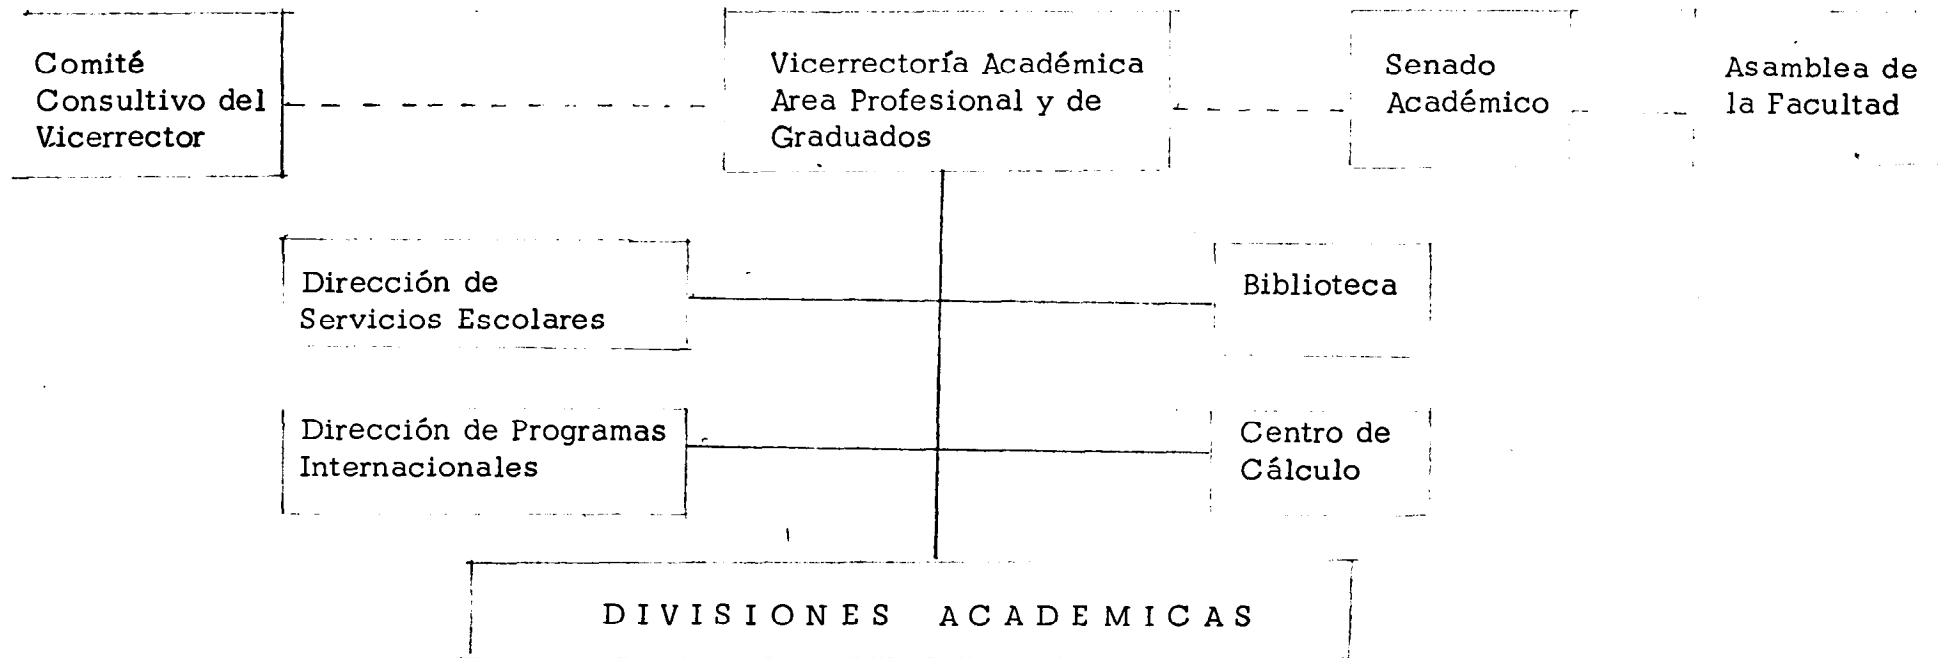 Comité
Consultivo del
Vicerrector
Vicerrectoría Académica
Area Profesional y de
Graduados
Senado
Académico
Asamblea de
la Facultad
Dirección de
Servicios Escolares
Biblioteca
Dirección de Programas
Internacionales
Centro de
Cálculo
DIVISIONES ACADEMICAS